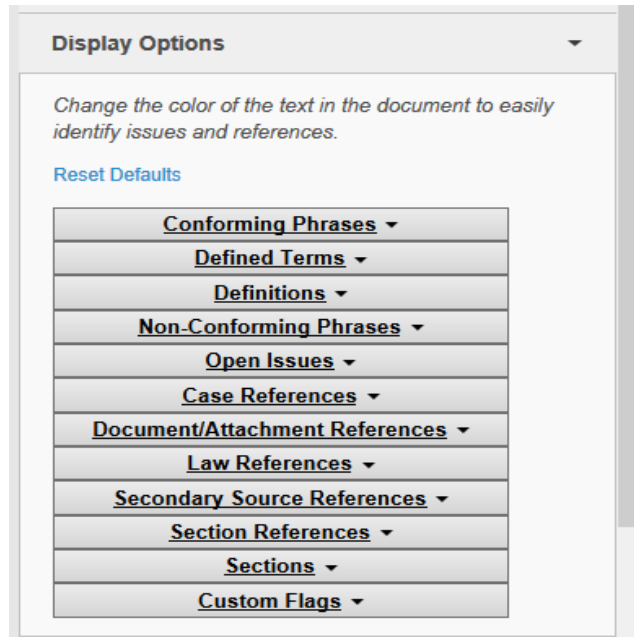 Display Options
Change the color of the text in the document to easily
identify issues and references.
Reset Defaults
Conforming Phrases
Defined Terms
Definitions
Non-Conforming Phrases
Open Issues
Case References
Document/Attachment References
Law References
Secondary Source References
Section References
Sections
Custom Flags